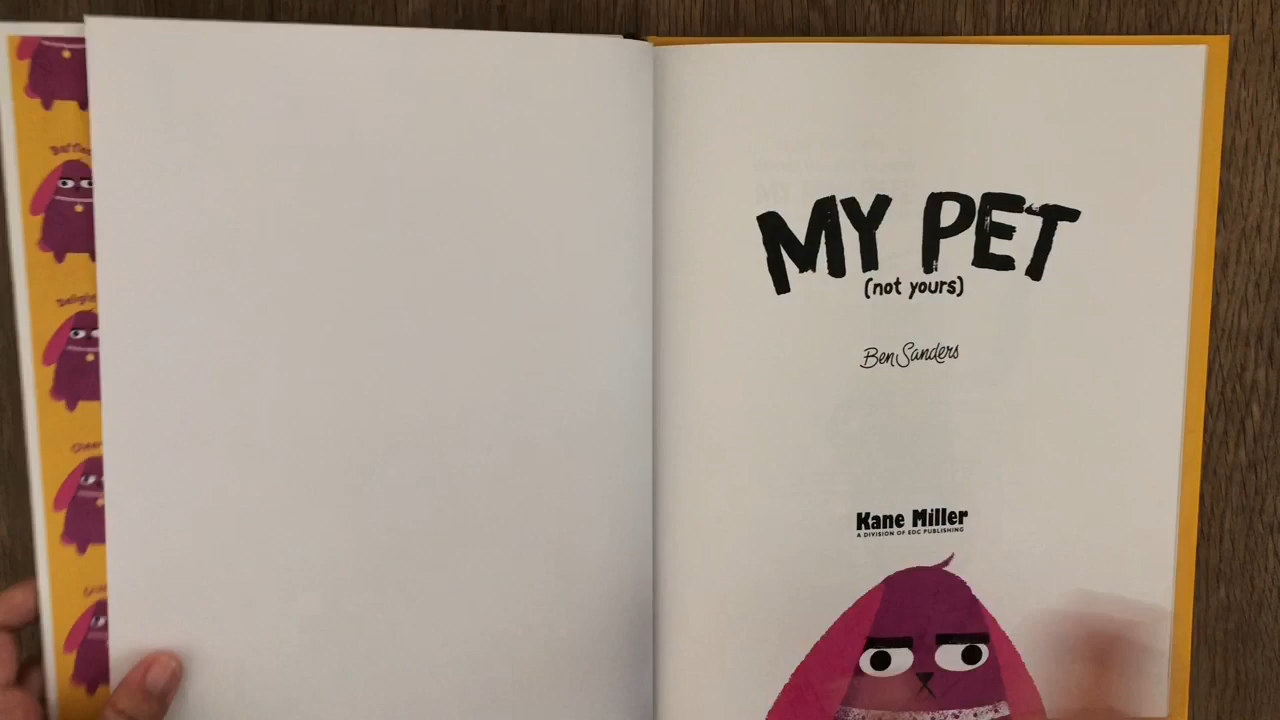 MY PET
(not yours)
Ben Sanders
Kane Miller
A DIVISION OF EDC PUBLISHING